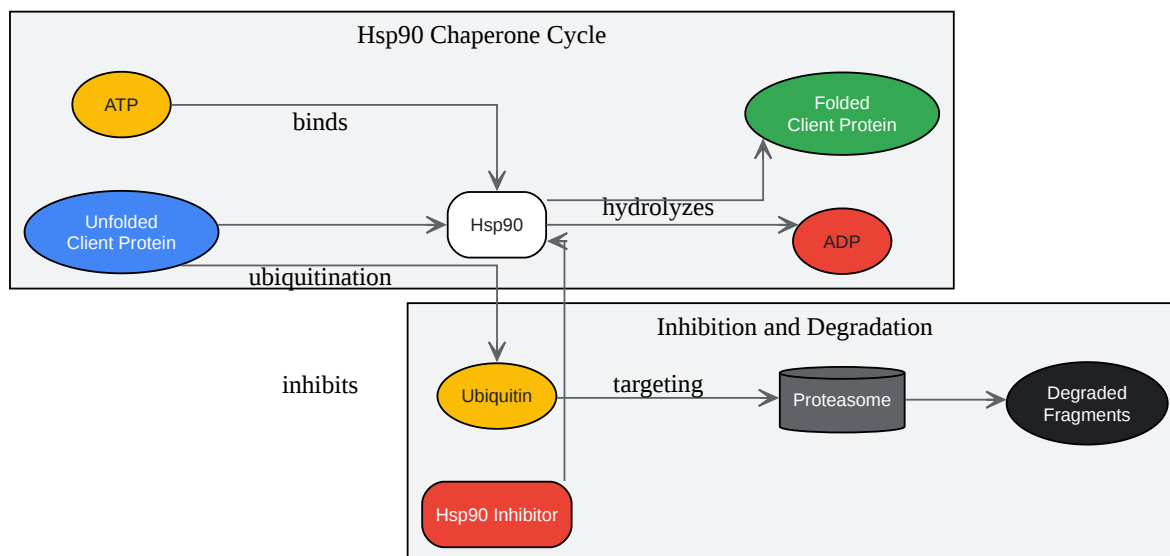 Hsp90 Chaperone Cycle
ATP
binds
Folded
Client Protein
Unfolded
Client Protein
Hsp90
hydrolyzes
ADP
ubiquitination
Inhibition and Degradation
inhibits
Ubiquitin
targeting
Proteasome
Degraded
Fragments
Hsp90 Inhibitor